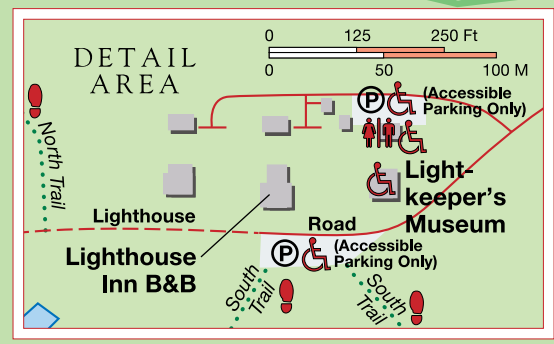 DETAIL
AREA
0 125 250 Ft
0 50 100 M
P
(Accessible
Parking Only)
North Trail
Light-
keeper's
Museum
Lighthouse
Road
Lighthouse
Inn B&B
P
(Accessible
Parking Only)
South
Trail
South
Trail